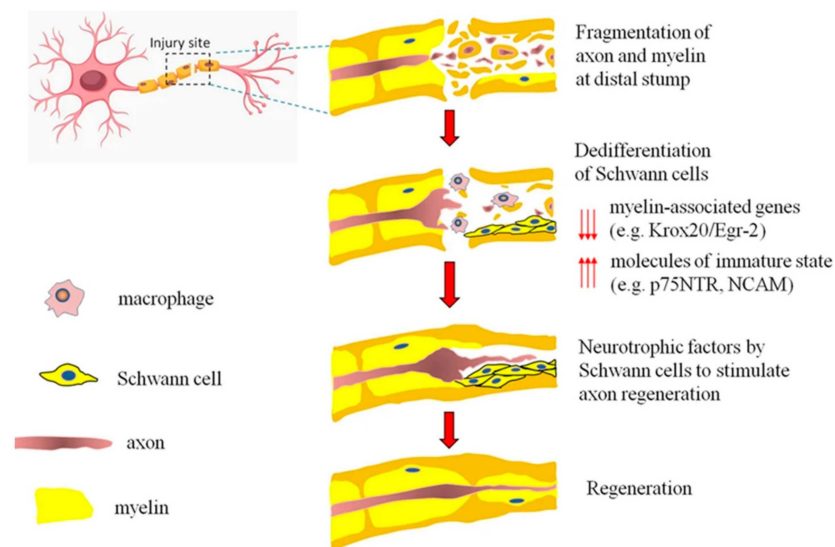 Injury site
Fragmentation of
axon and myelin
at distal stump
Dedifferentiation
of Schwann cells
myelin-associated genes
(e.g. Krox20/Egr-2)
molecules of immature state
(e.g. p75NTR, NCAM)
macrophage
Schwann cell
axon
myelin
Neurotrophic factors by
Schwann cells to stimulate
axon regeneration
Regeneration